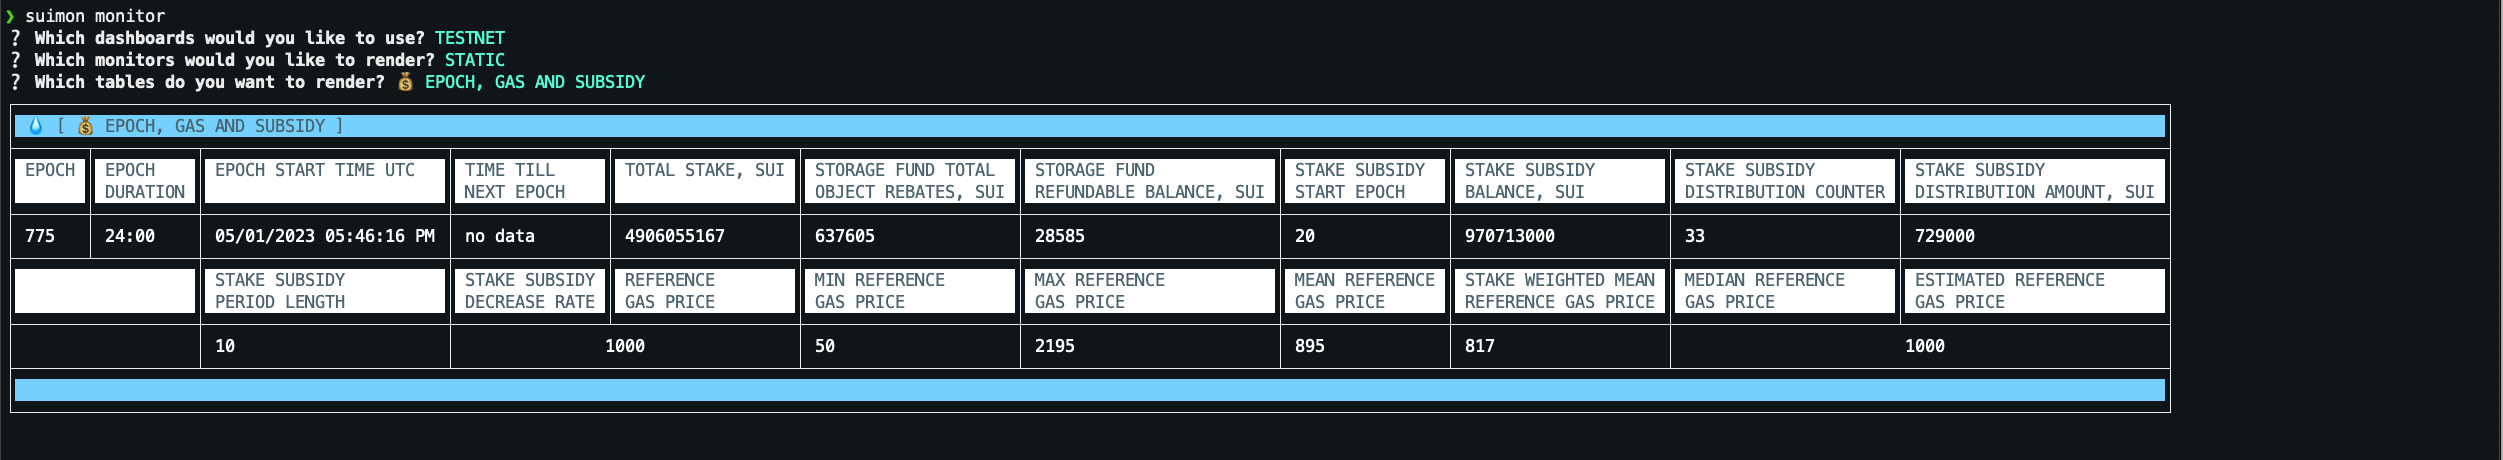 ❯ suimon monitor
? Which dashboards would you like to use? TESTNET
? Which monitors would you like to render? STATIC
? Which tables do you want to render? 💰 EPOCH, GAS AND SUBSIDY
💧 [ 💰 EPOCH, GAS AND SUBSIDY ]
EPOCH EPOCH EPOCH START TIME UTC TIME TILL TOTAL STAKE, SUI STORAGE FUND TOTAL STORAGE FUND STAKE SUBSIDY STAKE SUBSIDY STAKE SUBSIDY STAKE SUBSIDY
DURATION NEXT EPOCH OBJECT REBATES, SUI REFUNDABLE BALANCE, SUI START EPOCH BALANCE, SUI DISTRIBUTION COUNTER DISTRIBUTION AMOUNT, SUI
775 24:00 05/01/2023 05:46:16 PM no data 4906055167 637605 28585 20 970713000 33 729000
STAKE SUBSIDY STAKE SUBSIDY REFERENCE MIN REFERENCE MAX REFERENCE MEAN REFERENCE STAKE WEIGHTED MEAN MEDIAN REFERENCE ESTIMATED REFERENCE
PERIOD LENGTH DECREASE RATE GAS PRICE GAS PRICE GAS PRICE GAS PRICE REFERENCE GAS PRICE GAS PRICE GAS PRICE
10 1000 50 2195 895 817 1000